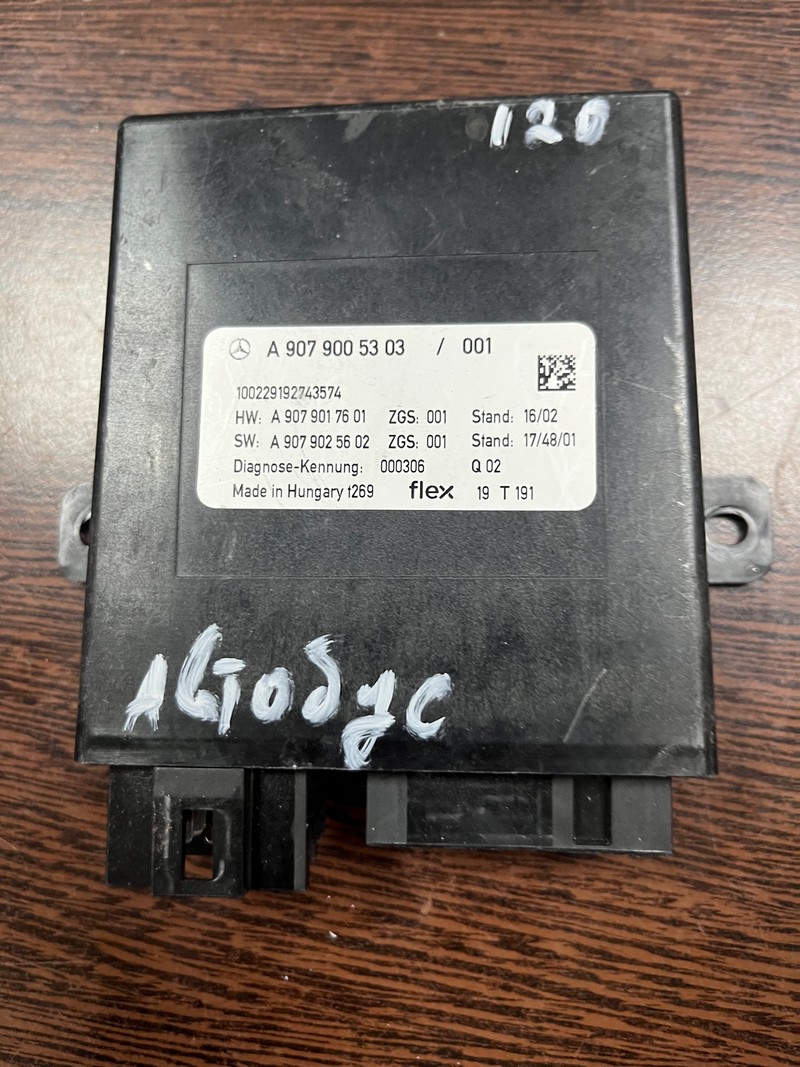 120
A 907 900 53 03 / 001
100229192743574
HW: A 907 901 76 01 ZGS: 001 Stand: 16/02
SW: A 907 902 56 02 ZGS: 001 Stand: 17/48/01
Diagnose-Kennung: 000306 Q 02
Made in Hungary t269 flex 19 T 191
Автобус